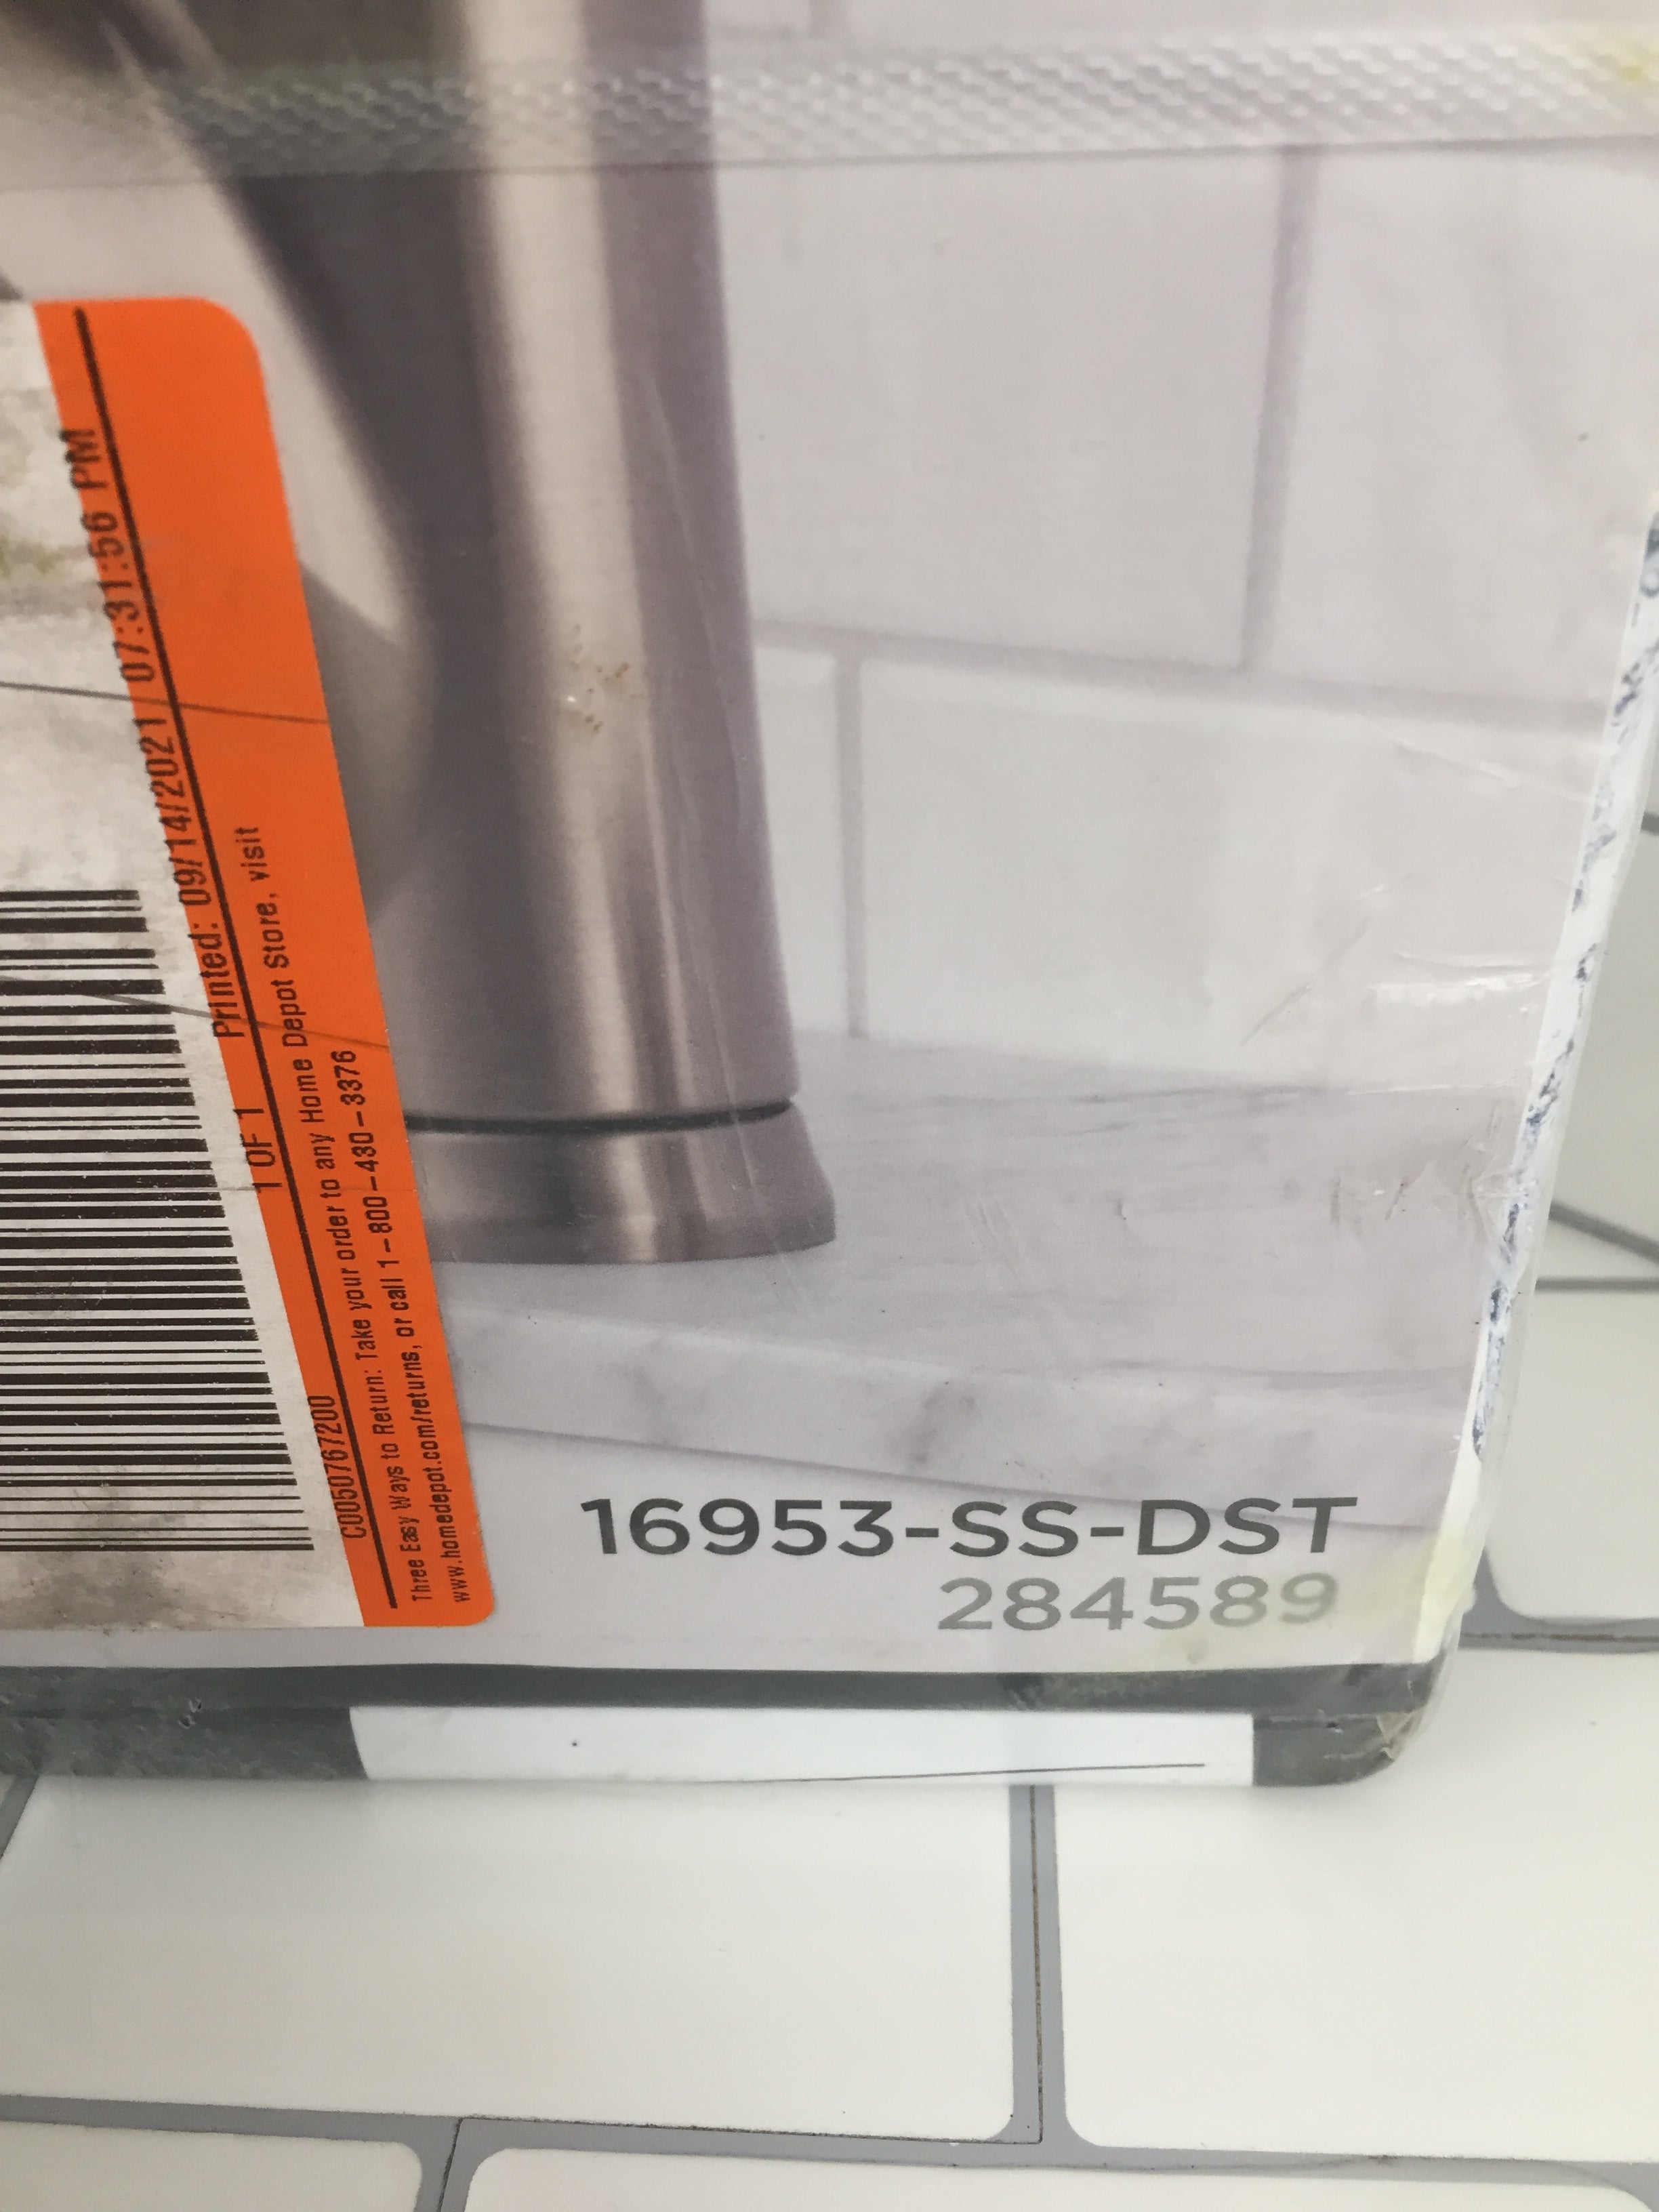 1 OF 1 Printed: 09/14/2021 07:31:56 PM
C0050767200
Three Easy Ways to Return: Take your order to any Home Depot Store, visit
www.homedepot.com/returns, or call 1-800-430-3376
16953-SS-DST
284589